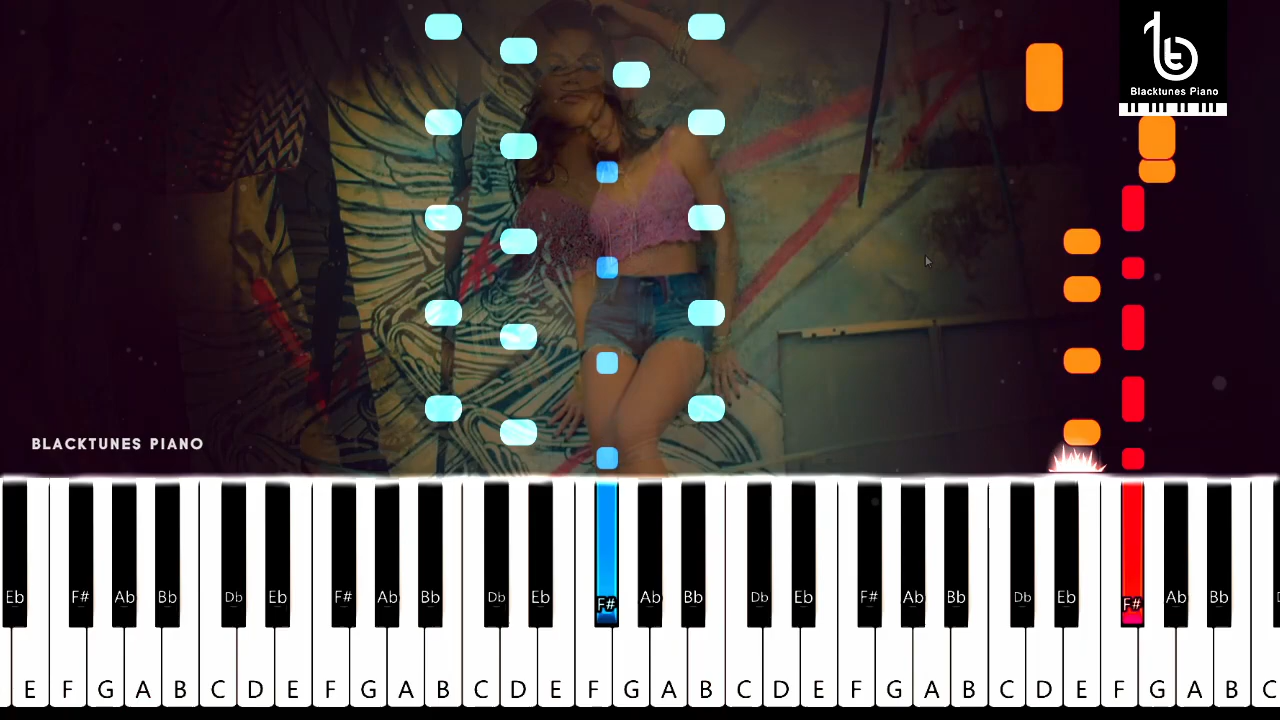 Blacktunes Piano
BLACKTUNES PIANO
Eb F# Ab Bb Db Eb F# Ab Bb Db Eb F# Ab Bb Db Eb F# Ab Bb Db Eb F# Ab Bb
E F G A B C D E F G A B C D E F G A B C D E F G A B C D E F G A B C